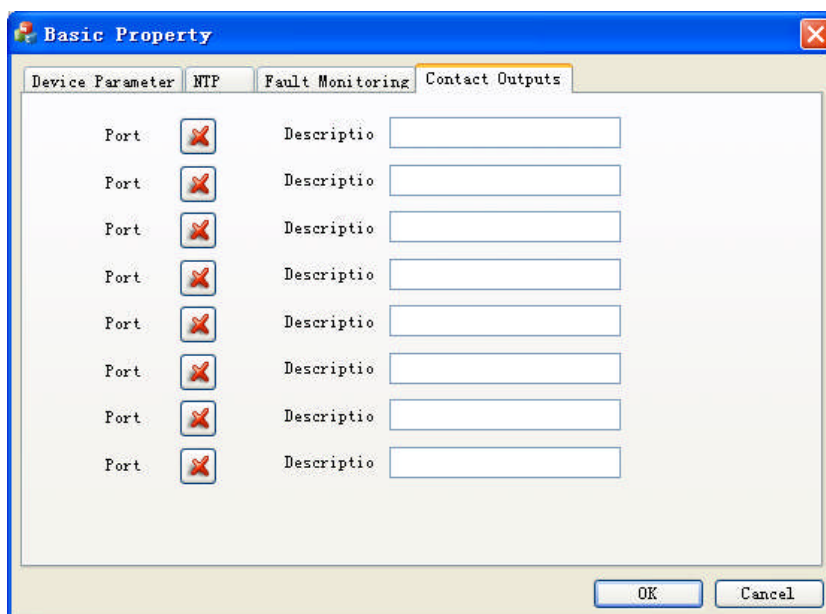 Basic Property
Device Parameter NTP Fault Monitoring Contact Outputs
Port Descriptio
Port Descriptio
Port Descriptio
Port Descriptio
Port Descriptio
Port Descriptio
Port Descriptio
Port Descriptio
OK Cancel